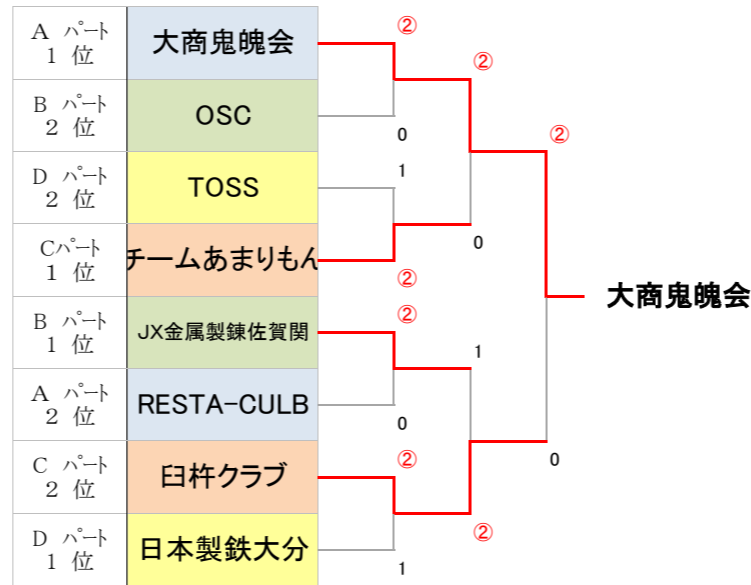 A パート
1 位
大商鬼魄会
B パート
2 位
OSC
D パート
2 位
TOSS
Cパート
1 位
チームあまりもん
B パート
1 位
JX金属製錬佐賀関
A パート
2 位
RESTA-CULB
C パート
2 位
臼杵クラブ
D パート
1 位
日本製鉄大分
②
0
1
②
②
0
②
1
②
0
1
②
②
0
大商鬼魄会